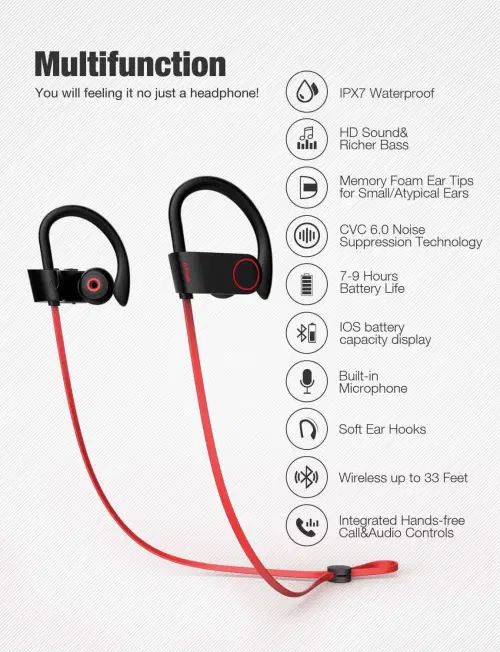 Multifunction
You will feeling it no just a headphone!
IPX7 Waterproof
HD Sound&
Richer Bass
Memory Foam Ear Tips
for Small/Atypical Ears
CVC 6.0 Noise
Suppression Technology
7-9 Hours
Battery Life
IOS battery
capacity display
Built-in
Microphone
Soft Ear Hooks
Wireless up to 33 Feet
Integrated Hands-free
Call&Audio Controls